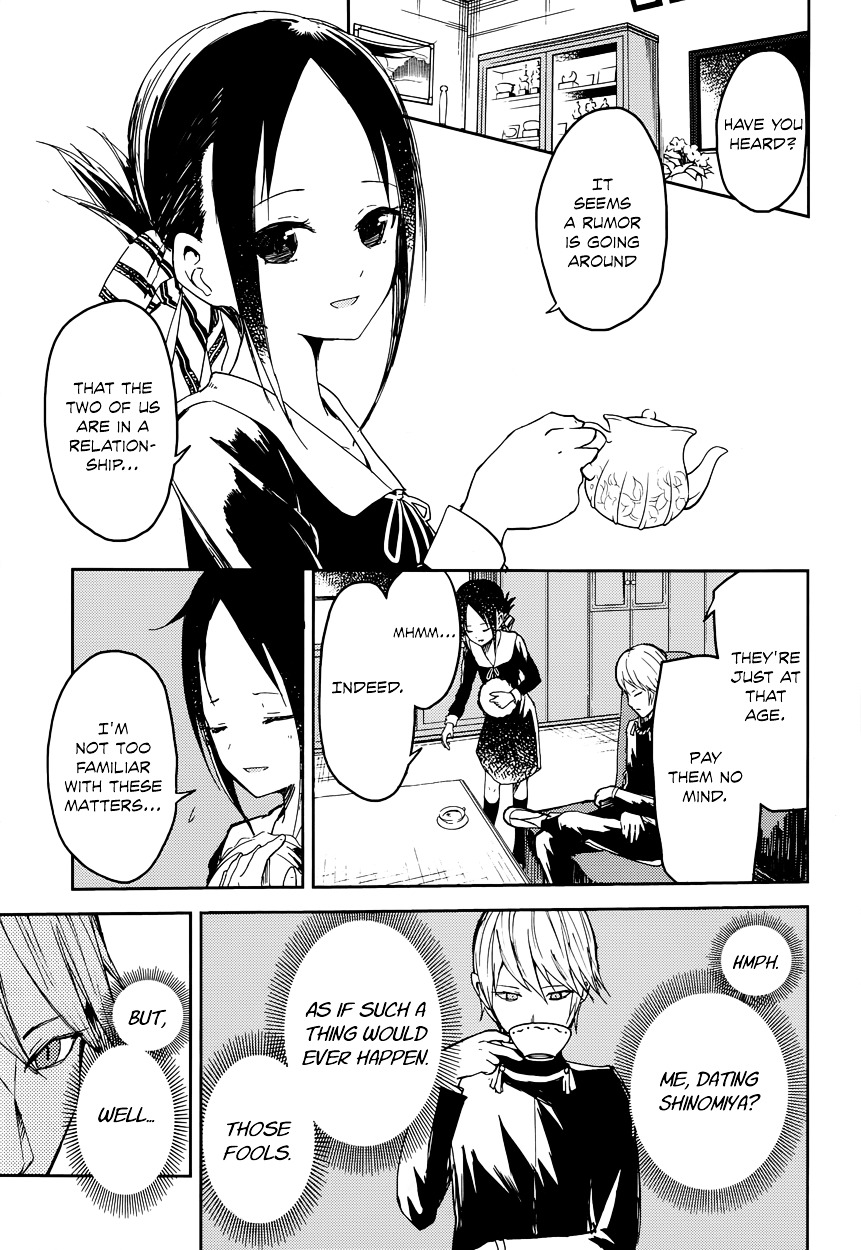 HAVE YOU
HEARD?
IT
SEEMS
A RUMOR
IS GOING
AROUND
THAT THE
TWO OF US
ARE IN A
RELATION-
SHIP...
THEY'RE
JUST AT
THAT
AGE.
PAY
THEM NO
MIND.
MHMM...
INDEED.
I'M
NOT TOO
FAMILIAR
WITH THESE
MATTERS...
HMPH.
ME, DATING
SHINOMIYA?
AS IF SUCH A
THING WOULD
EVER HAPPEN.
THOSE
FOOLS.
BUT,
WELL...